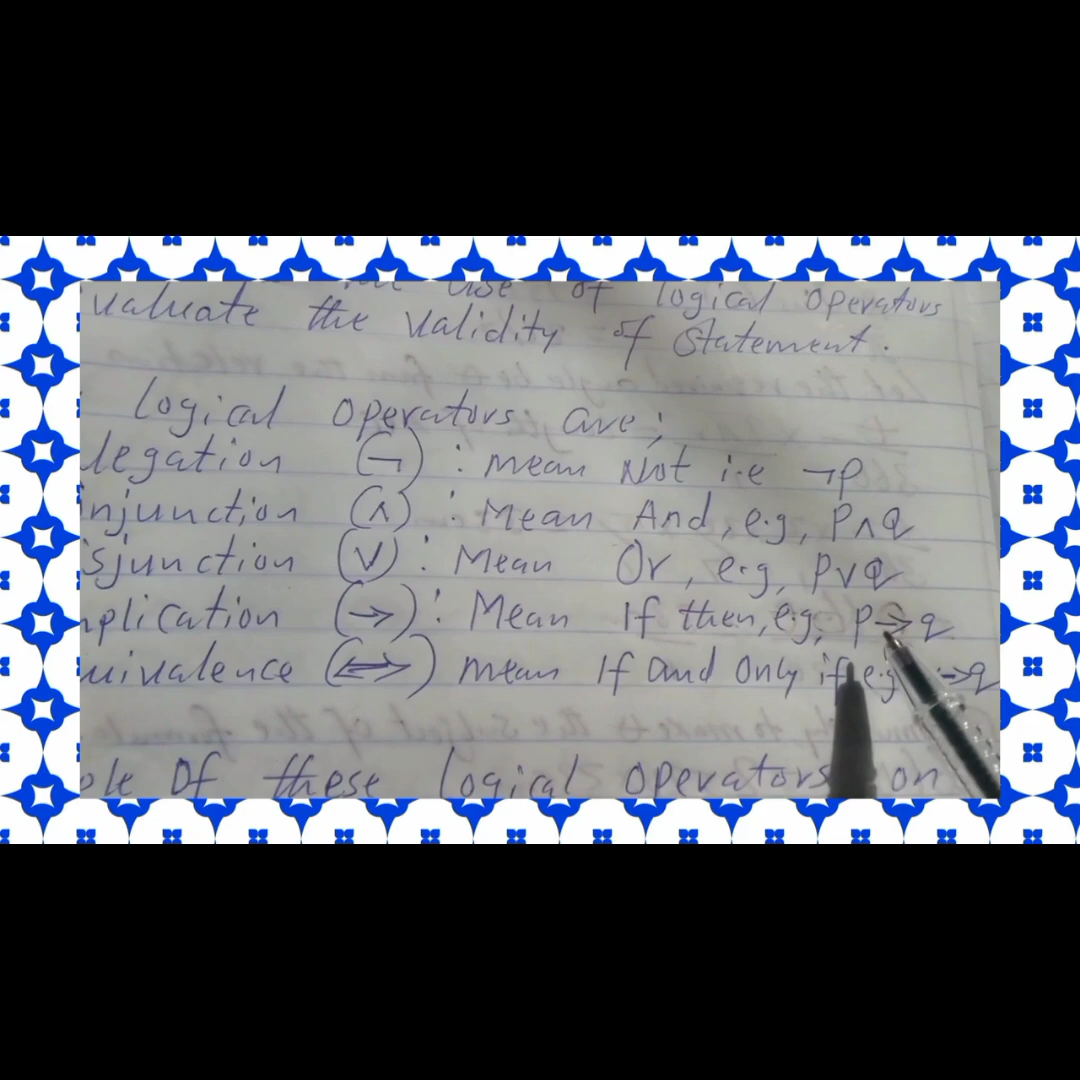 use of logical operators
valuate the validity of statement.
logical operators are;
legation (¬) : mean Not i.e ¬p
njunction (∧) : Mean And, e.g, p∧q
sjunction (∨) : Mean Or, e.g, p∨q
plication (→) : Mean If then, e.g, p→q
uivalence (⟺) mean If and Only if e.g →q
ple Of these logical operators on